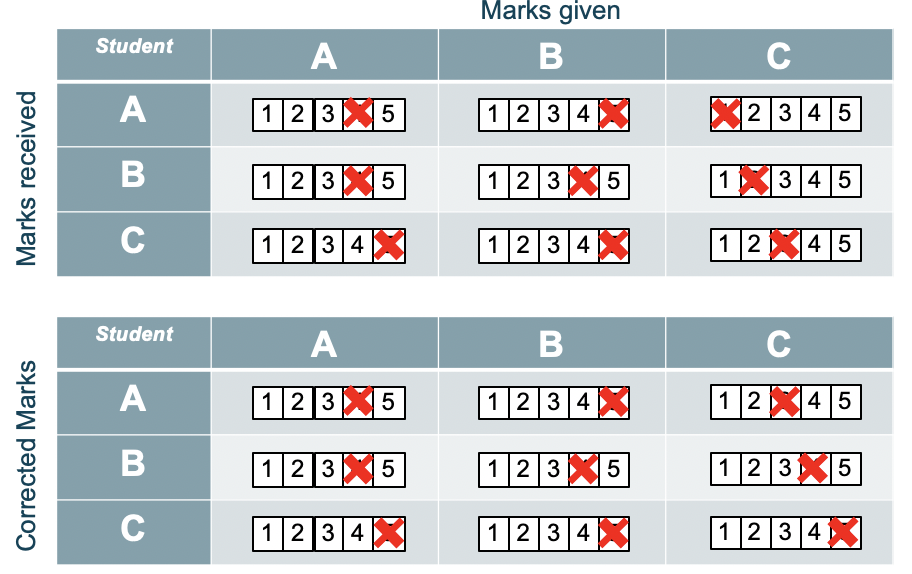 Marks given
Student A B C
Marks received
A 1 2 3 5 1 2 3 4 2 3 4 5
B 1 2 3 5 1 2 3 5 1 3 4 5
C 1 2 3 4 1 2 3 4 1 2 4 5
Student A B C
Corrected Marks
A 1 2 3 5 1 2 3 4 1 2 4 5
B 1 2 3 5 1 2 3 5 1 2 3 5
C 1 2 3 4 1 2 3 4 1 2 3 4